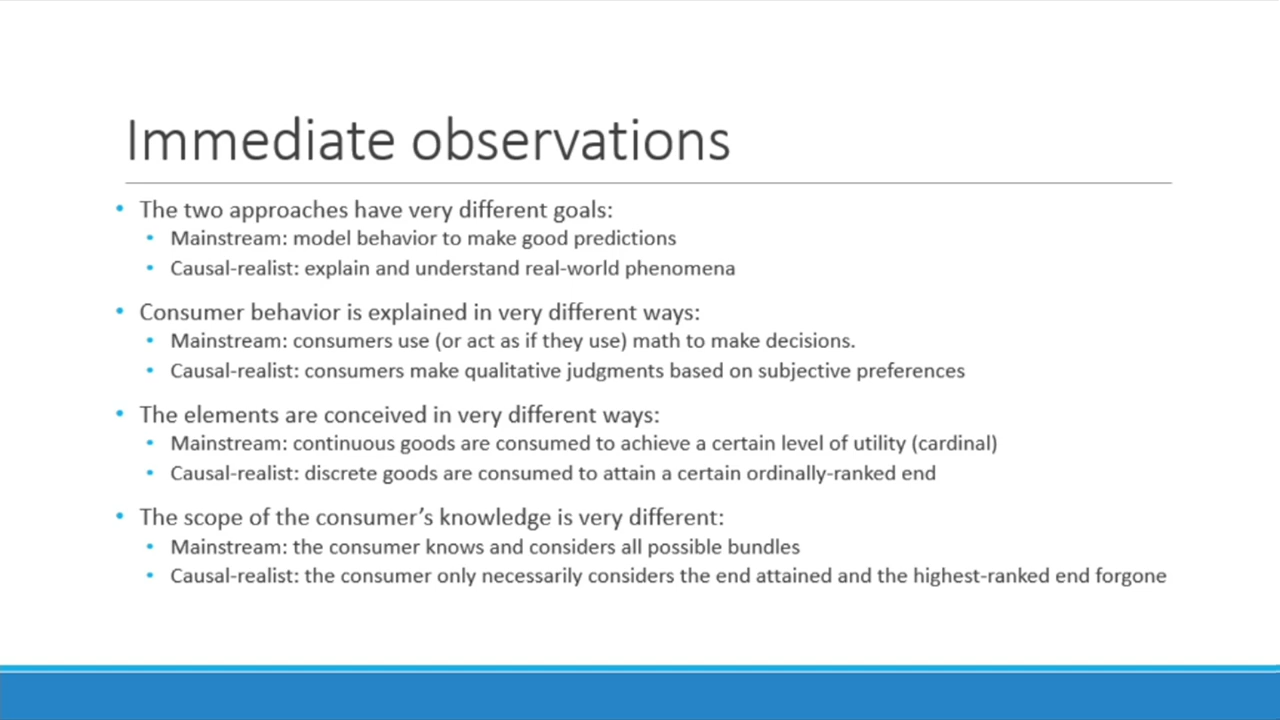 Immediate observations
• The two approaches have very different goals:
• Mainstream: model behavior to make good predictions
• Causal-realist: explain and understand real-world phenomena
• Consumer behavior is explained in very different ways:
• Mainstream: consumers use (or act as if they use) math to make decisions.
• Causal-realist: consumers make qualitative judgments based on subjective preferences
• The elements are conceived in very different ways:
• Mainstream: continuous goods are consumed to achieve a certain level of utility (cardinal)
• Causal-realist: discrete goods are consumed to attain a certain ordinally-ranked end
• The scope of the consumer’s knowledge is very different:
• Mainstream: the consumer knows and considers all possible bundles
• Causal-realist: the consumer only necessarily considers the end attained and the highest-ranked end forgone